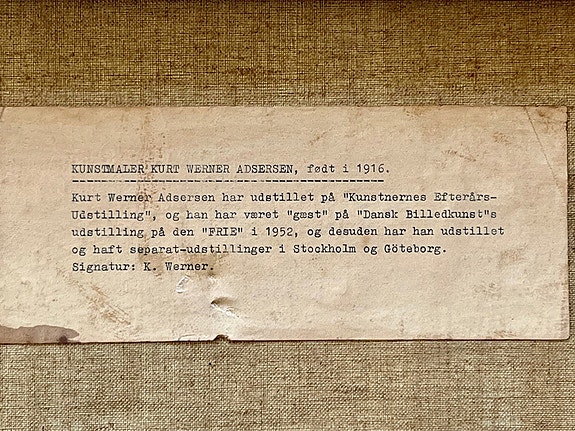 KUNSTMALER KURT WERNER ADSERSEN, født i 1916.
Kurt Werner Adsersen har udstillet på "Kunstnernes Efterårs-
Udstilling", og han har været "gæst" på "Dansk Billedkunst"s
udstilling på den "FRIE" i 1952, og desuden har han udstillet
og haft separat-udstillinger i Stockholm og Göteborg.
Signatur: K. Werner.